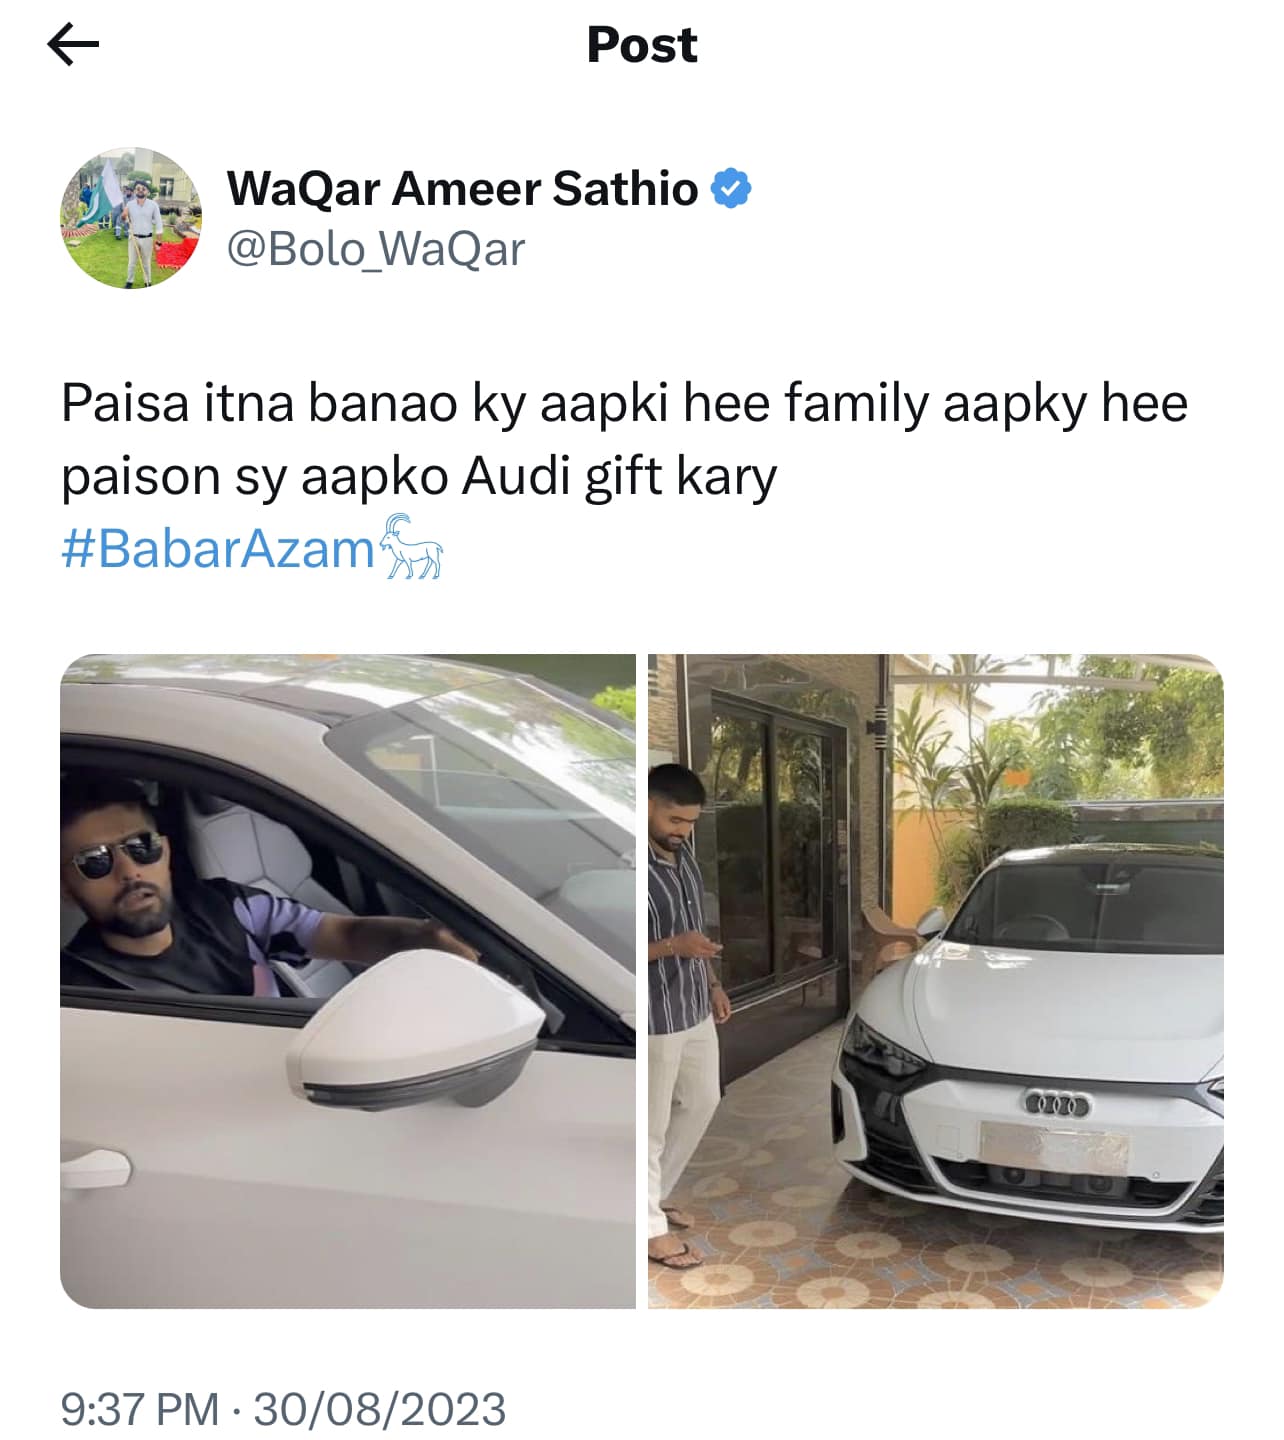 Post
WaQar Ameer Sathio
@Bolo_WaQar
Paisa itna banao ky aapki hee family aapky hee
paison sy aapko Audi gift kary
#BabarAzam
9:37 PM · 30/08/2023